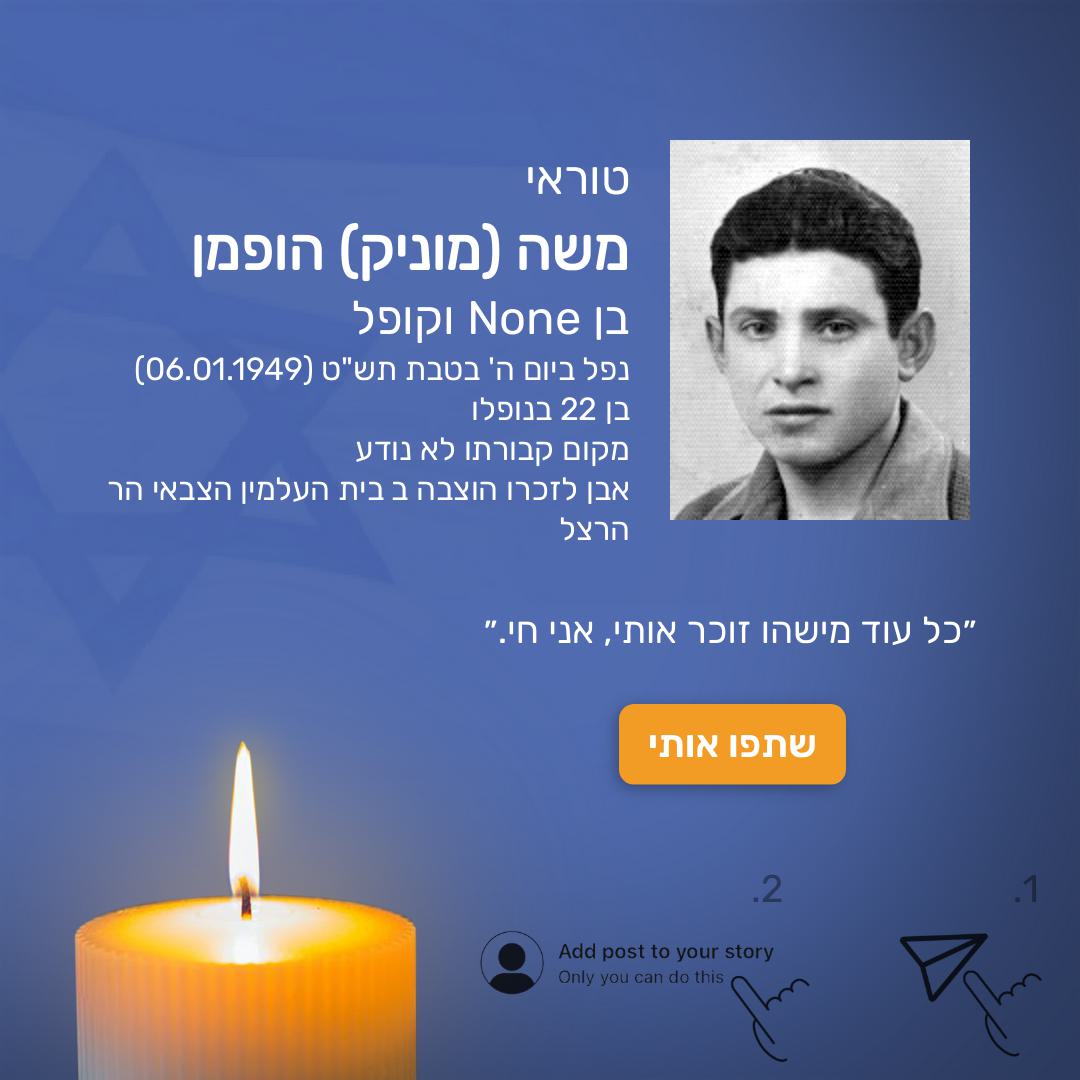 טוראי
משה (מוניק) הופמן
בן None וקופל
נפל ביום ה' בטבת תש"ט (06.01.1949)
בן 22 בנופלו
מקום קבורתו לא נודע
אבן לזכרו הוצבה ב בית העלמין הצבאי הר
הרצל
״כל עוד מישהו זוכר אותי, אני חי.״
שתפו אותי
1.
2.
Add post to your story
Only you can do this